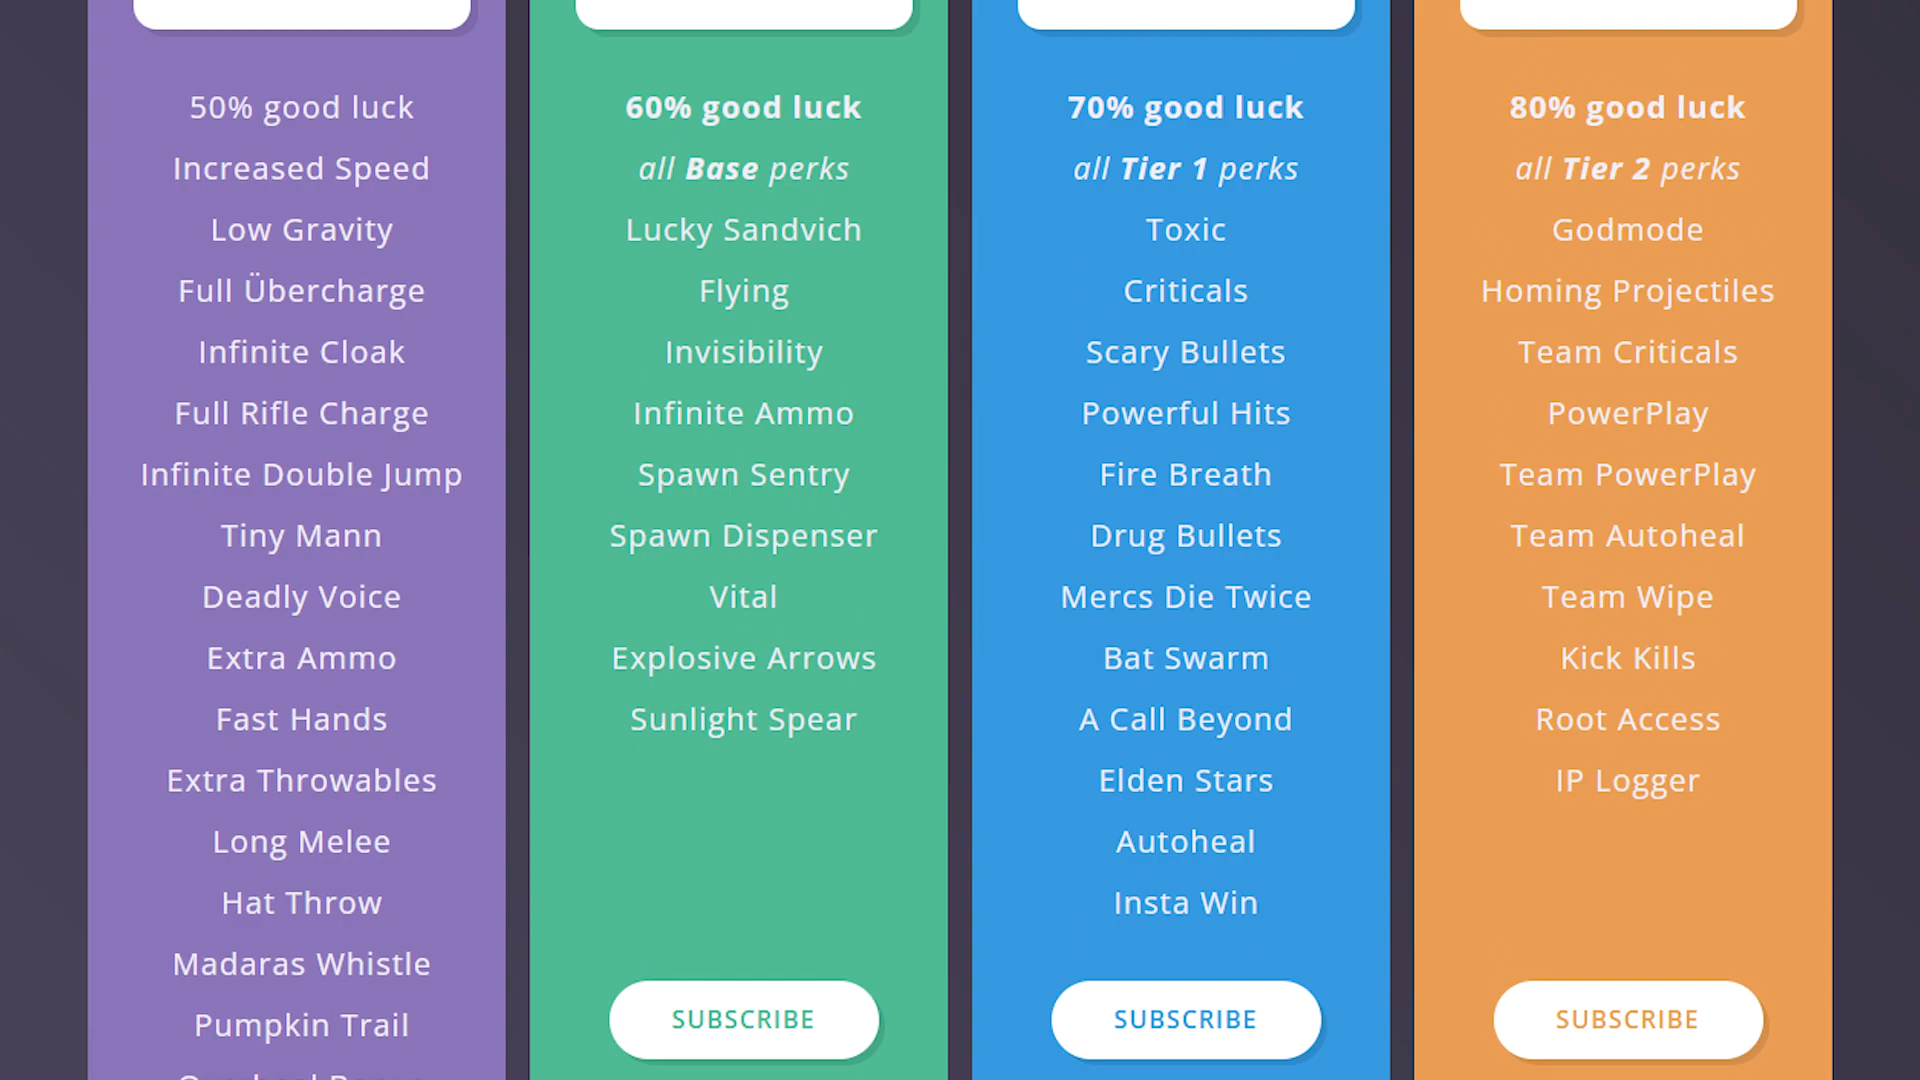 50% good luck
Increased Speed
Low Gravity
Full Übercharge
Infinite Cloak
Full Rifle Charge
Infinite Double Jump
Tiny Mann
Deadly Voice
Extra Ammo
Fast Hands
Extra Throwables
Long Melee
Hat Throw
Madaras Whistle
Pumpkin Trail
60% good luck
all Base perks
Lucky Sandvich
Flying
Invisibility
Infinite Ammo
Spawn Sentry
Spawn Dispenser
Vital
Explosive Arrows
Sunlight Spear
SUBSCRIBE
70% good luck
all Tier 1 perks
Toxic
Criticals
Scary Bullets
Powerful Hits
Fire Breath
Drug Bullets
Mercs Die Twice
Bat Swarm
A Call Beyond
Elden Stars
Autoheal
Insta Win
SUBSCRIBE
80% good luck
all Tier 2 perks
Godmode
Homing Projectiles
Team Criticals
PowerPlay
Team PowerPlay
Team Autoheal
Team Wipe
Kick Kills
Root Access
IP Logger
SUBSCRIBE